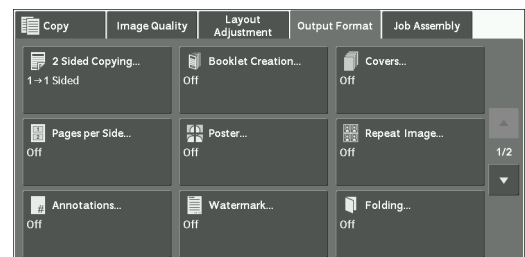 Copy
Image Quality
Layout
Adjustment
Output Format
Job Assembly
2 Sided Copying...
1→1 Sided
Booklet Creation...
Off
Covers...
Off
Pages per Side...
Off
Poster...
Off
Repeat Image...
Off
1/2
Annotations...
Off
Watermark...
Off
Folding...
Off